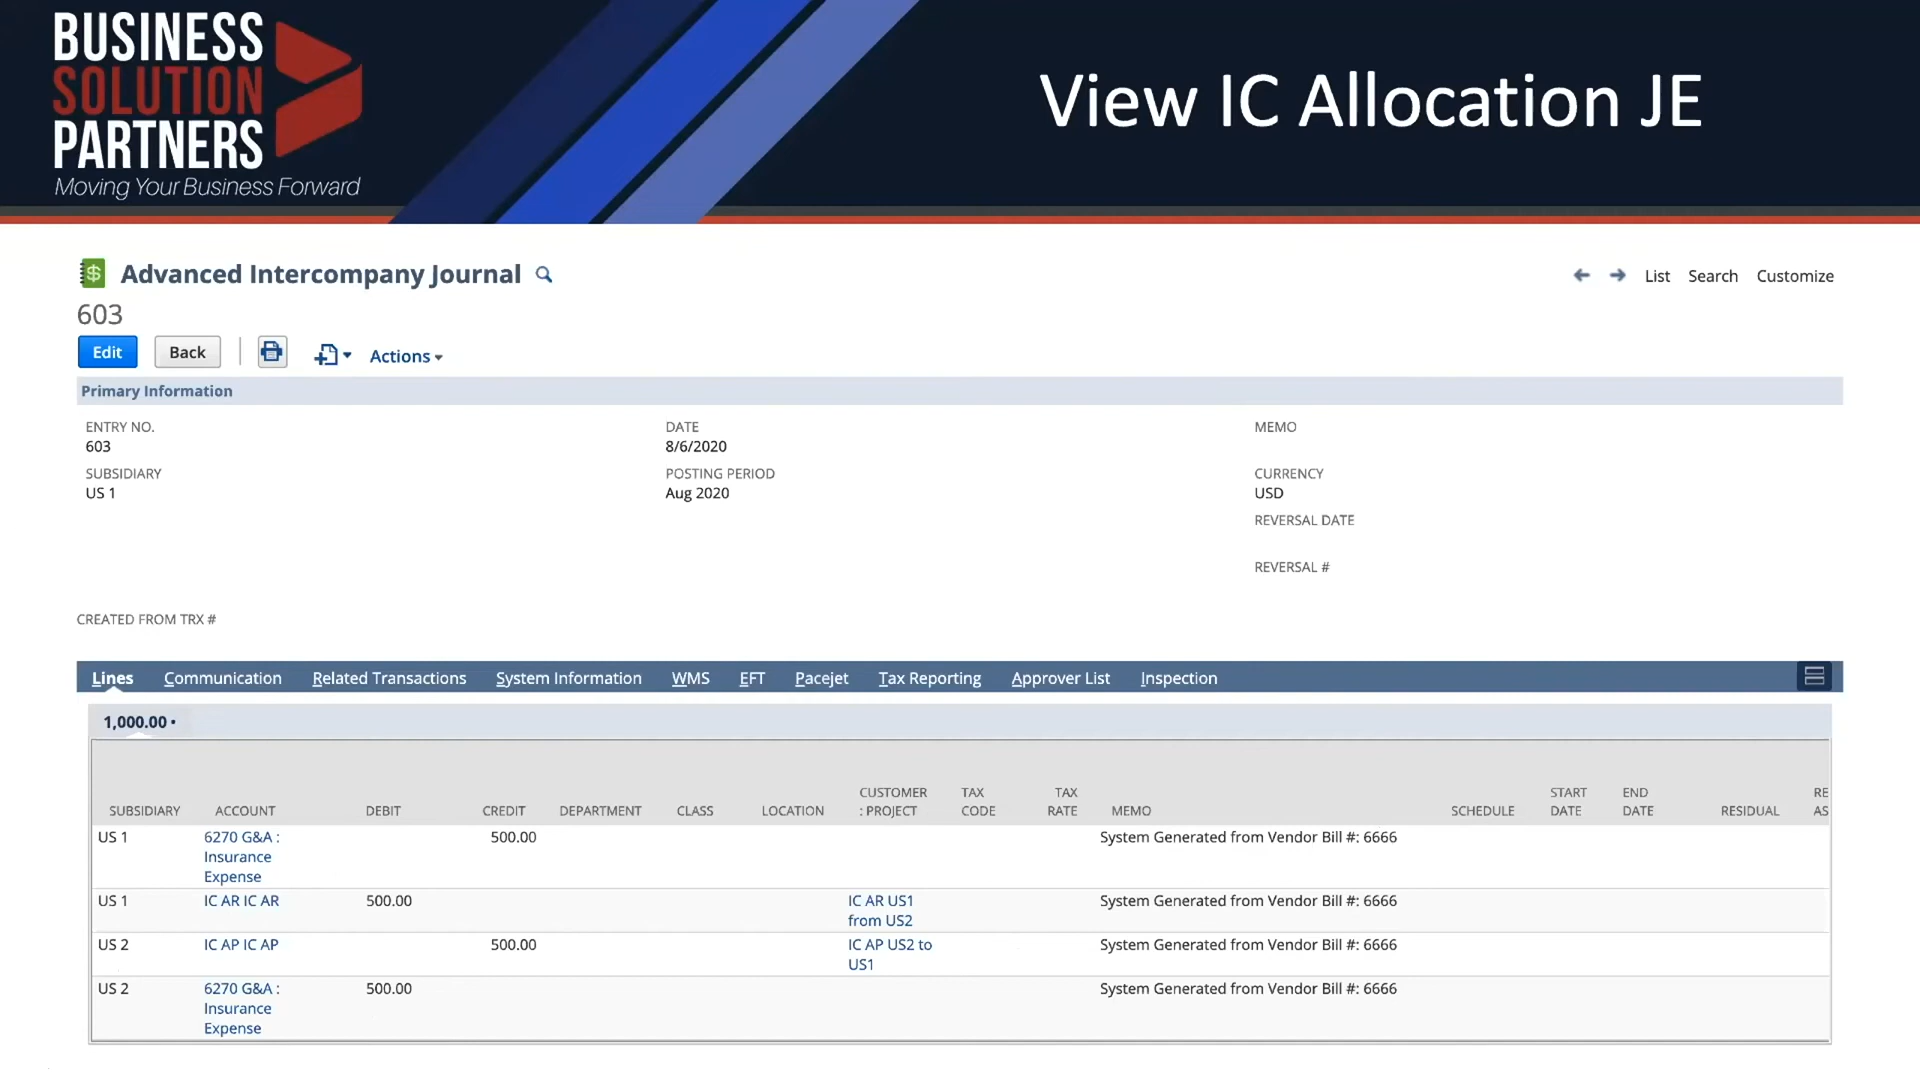 BUSINESS
SOLUTION
PARTNERS
Moving Your Business Forward
View IC Allocation JE
Advanced Intercompany Journal
List Search Customize
603
Edit Back Actions
Primary Information
ENTRY NO. DATE MEMO
603 8/6/2020
SUBSIDIARY POSTING PERIOD CURRENCY
US 1 Aug 2020 USD
REVERSAL DATE
REVERSAL #
CREATED FROM TRX #
Lines Communication Related Transactions System Information WMS EFT Pacejet Tax Reporting Approver List Inspection
1,000.00 •
CUSTOMER TAX TAX START END RE
SUBSIDIARY ACCOUNT DEBIT CREDIT DEPARTMENT CLASS LOCATION : PROJECT CODE RATE MEMO SCHEDULE DATE DATE RESIDUAL AS
US 1 6270 G&A : 500.00 System Generated from Vendor Bill #: 6666
Insurance
Expense
US 1 IC AR IC AR 500.00 IC AR US1 System Generated from Vendor Bill #: 6666
from US2
US 2 IC AP IC AP 500.00 IC AP US2 to System Generated from Vendor Bill #: 6666
US1
US 2 6270 G&A : 500.00 System Generated from Vendor Bill #: 6666
Insurance
Expense